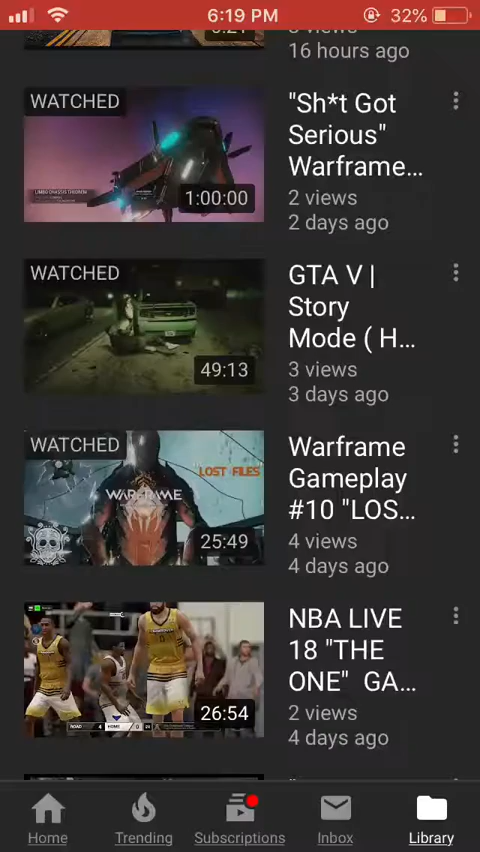 6:19 PM
32%
16 hours ago
WATCHED
1:00:00
"Sh*t Got
Serious"
Warframe...
2 views
2 days ago
WATCHED
49:13
GTA V |
Story
Mode ( H...
3 views
3 days ago
WATCHED
LOST FILES
WARFRAME
25:49
Warframe
Gameplay
#10 "LOS...
4 views
4 days ago
26:54
NBA LIVE
18 "THE
ONE"  GA...
2 views
4 days ago
Home
Trending
Subscriptions
Inbox
Library